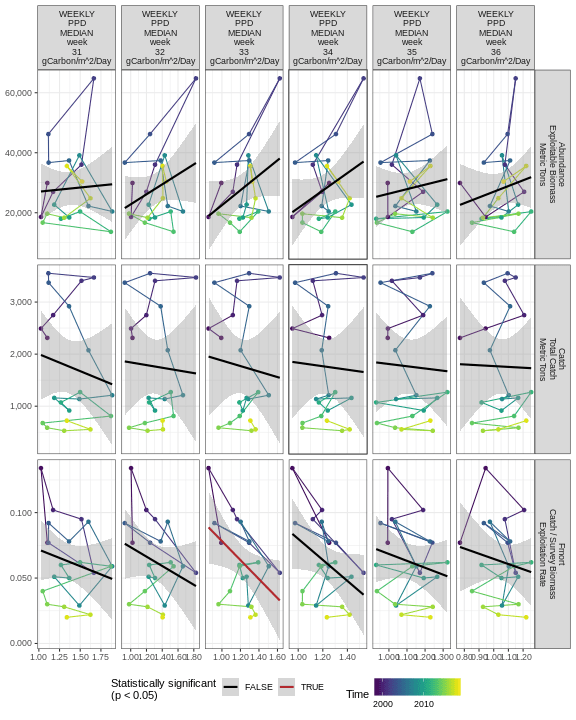 WEEKLY
PPD
MEDIAN
week
31
gCarbon/m^2/Day
WEEKLY
PPD
MEDIAN
week
32
gCarbon/m^2/Day
WEEKLY
PPD
MEDIAN
week
33
gCarbon/m^2/Day
WEEKLY
PPD
MEDIAN
week
34
gCarbon/m^2/Day
WEEKLY
PPD
MEDIAN
week
35
gCarbon/m^2/Day
WEEKLY
PPD
MEDIAN
week
36
gCarbon/m^2/Day
60,000
40,000
20,000
Abundance
Exploitable Biomass
Metric Tons
3,000
2,000
1,000
Catch
Total Catch
Metric Tons
0.100
0.050
0.000
Fmort
Catch / Survey Biomass
Exploitation Rate
1.00 1.25 1.50 1.75
1.00 1.20 1.40 1.60 1.80
1.00 1.20 1.40 1.60
1.00 1.20 1.40
1.000 1.100 1.200 1.300
0.80 0.90 1.00 1.10 1.20
Statistically significant
(p < 0.05)
FALSE TRUE
Time
2000 2010